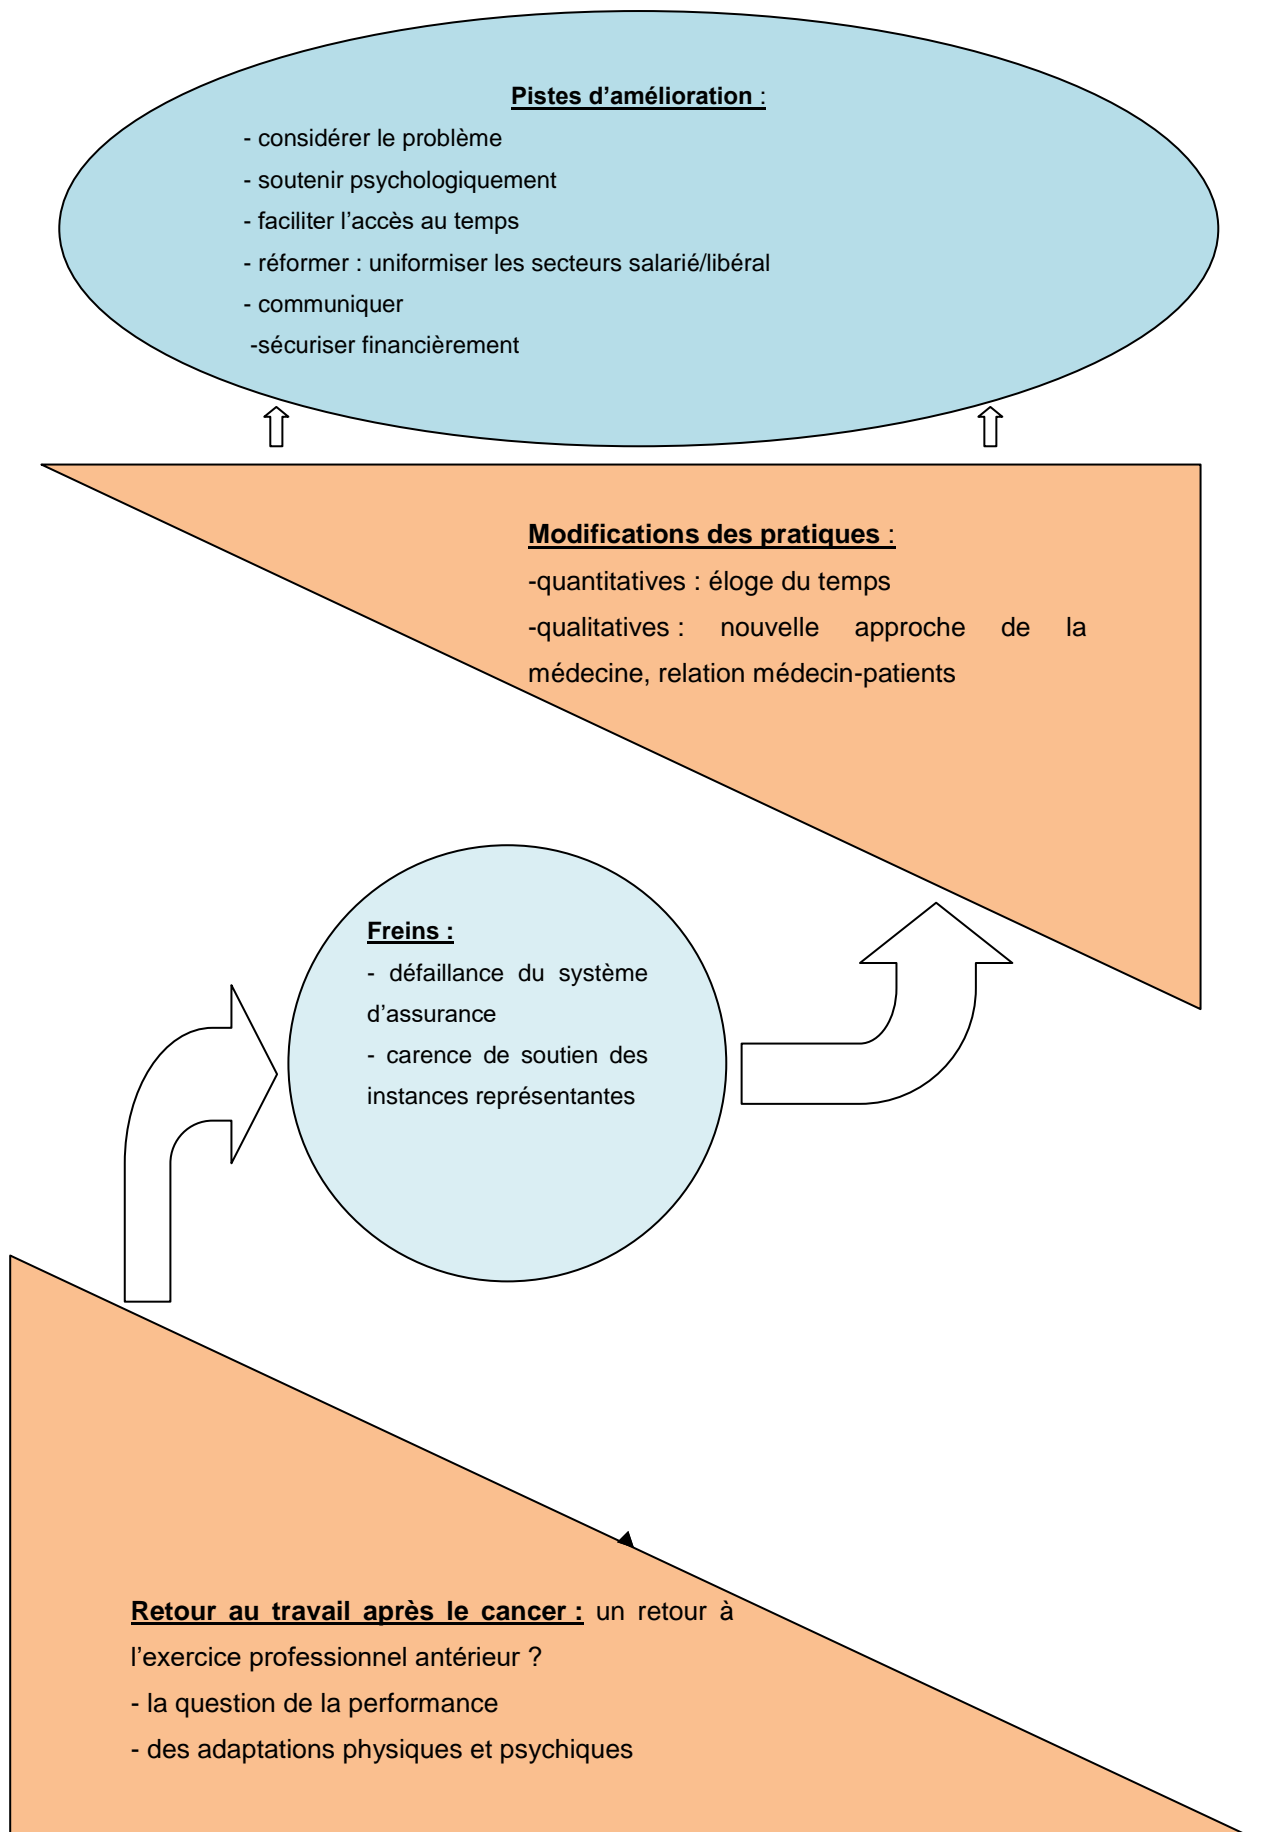 Pistes d’amélioration :
- considérer le problème
- soutenir psychologiquement
- faciliter l’accès au temps
- réformer : uniformiser les secteurs salarié/libéral
- communiquer
-sécuriser financièrement
Modifications des pratiques :
-quantitatives : éloge du temps
-qualitatives : nouvelle approche de la
médecine, relation médecin-patients
Freins :
- défaillance du système
d’assurance
- carence de soutien des
instances représentantes
Retour au travail après le cancer : un retour à
l’exercice professionnel antérieur ?
- la question de la performance
- des adaptations physiques et psychiques